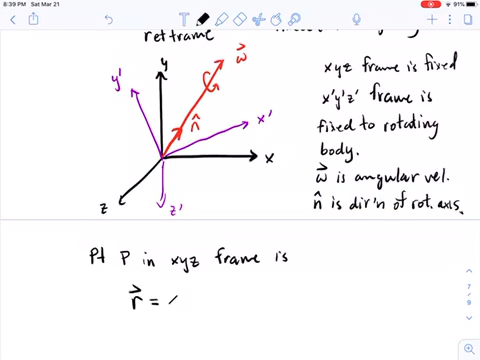 8:39 PM Sat Mar 21
91%
ref frame
y
ω
y'
n̂
x'
x
z
z'
xyz frame is fixed
x'y'z' frame is
fixed to rotating
body.
ω⃗ is angular vel.
n̂ is dir'n of rot. axis.
Pt P in xyz frame is
r⃗ =
7
/
9